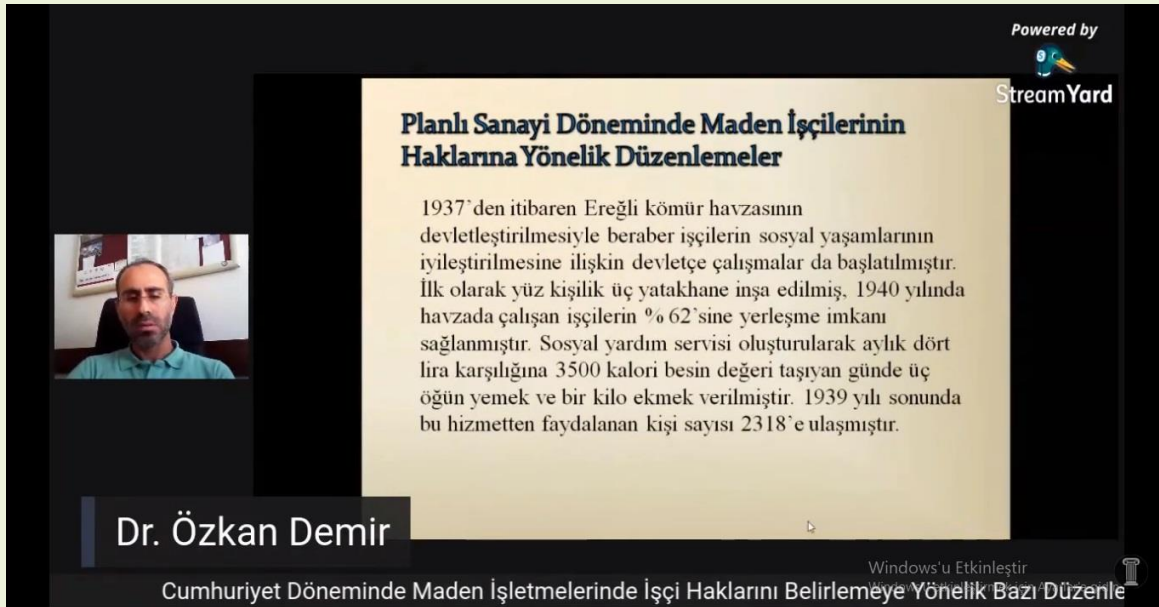 Powered by
StreamYard
Planlı Sanayi Döneminde Maden İşçilerinin
Haklarına Yönelik Düzenlemeler
1937'den itibaren Ereğli kömür havzasının
devletleştirilmesiyle beraber işçilerin sosyal yaşamlarının
iyileştirilmesine ilişkin devletçe çalışmalar da başlatılmıştır.
İlk olarak yüz kişilik üç yatakhane inşa edilmiş, 1940 yılında
havzada çalışan işçilerin % 62'sine yerleşme imkanı
sağlanmıştır. Sosyal yardım servisi oluşturularak aylık dört
lira karşılığına 3500 kalori besin değeri taşıyan günde üç
öğün yemek ve bir kilo ekmek verilmiştir. 1939 yılı sonunda
bu hizmetten faydalanan kişi sayısı 2318'e ulaşmıştır.
Dr. Özkan Demir
Windows'u Etkinleştir
Cumhuriyet Döneminde Maden İşletmelerinde İşçi Haklarını Belirlemeye Yönelik Bazı Düzenle